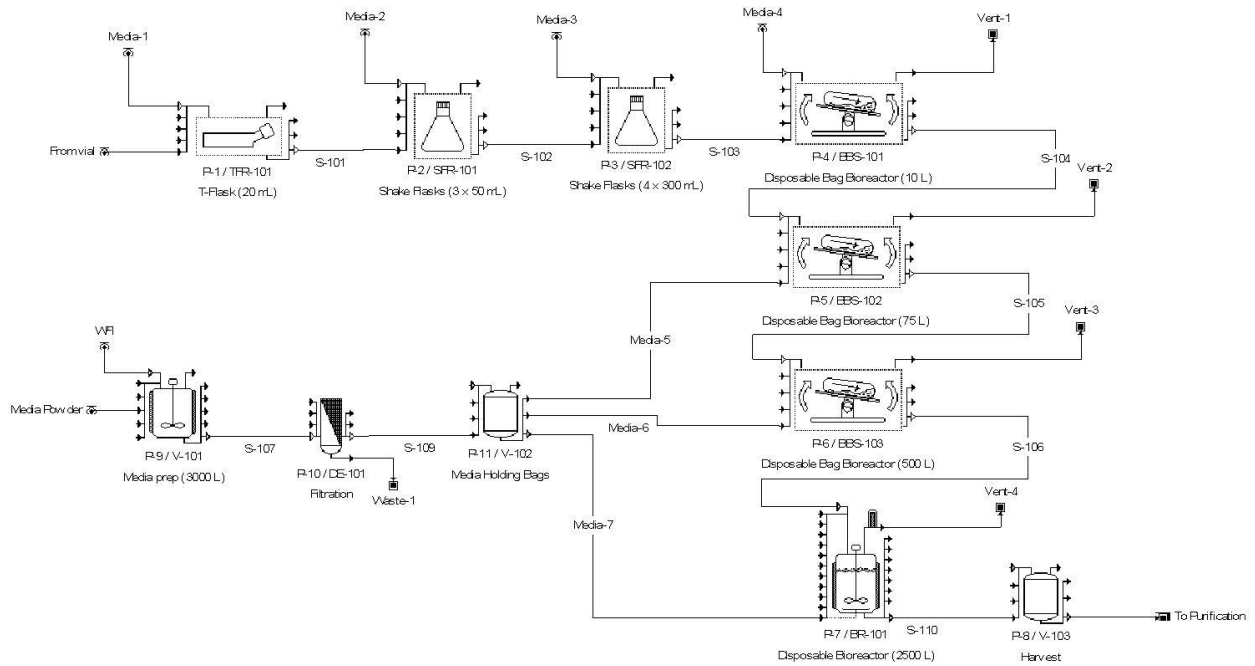 Media-1
Media-2
Media-3
Media-4
Vent-1
From vial
S-101
S-102
S-103
S-104
P-1 / TFR-101
T-Flask (20 mL)
P-2 / SFR-101
Shake Flasks (3 x 50 mL)
P-3 / SFR-102
Shake Flasks (4 x 300 mL)
P-4 / BBS-101
Disposable Bag Bioreactor (10 L)
Vent-2
P-5 / BBS-102
Disposable Bag Bioreactor (75 L)
S-105
Vent-3
WFI
Media-5
Media Powder
S-107
S-109
Media-6
P-6 / BBS-103
Disposable Bag Bioreactor (500 L)
S-106
P-9 / V-101
Media prep (3000 L)
P-10 / DE-101
Filtration
Waste-1
P-11 / V-102
Media Holding Bags
Vent-4
Media-7
P-7 / BR-101
Disposable Bioreactor (2500 L)
S-110
P-8 / V-103
Harvest
To Purification